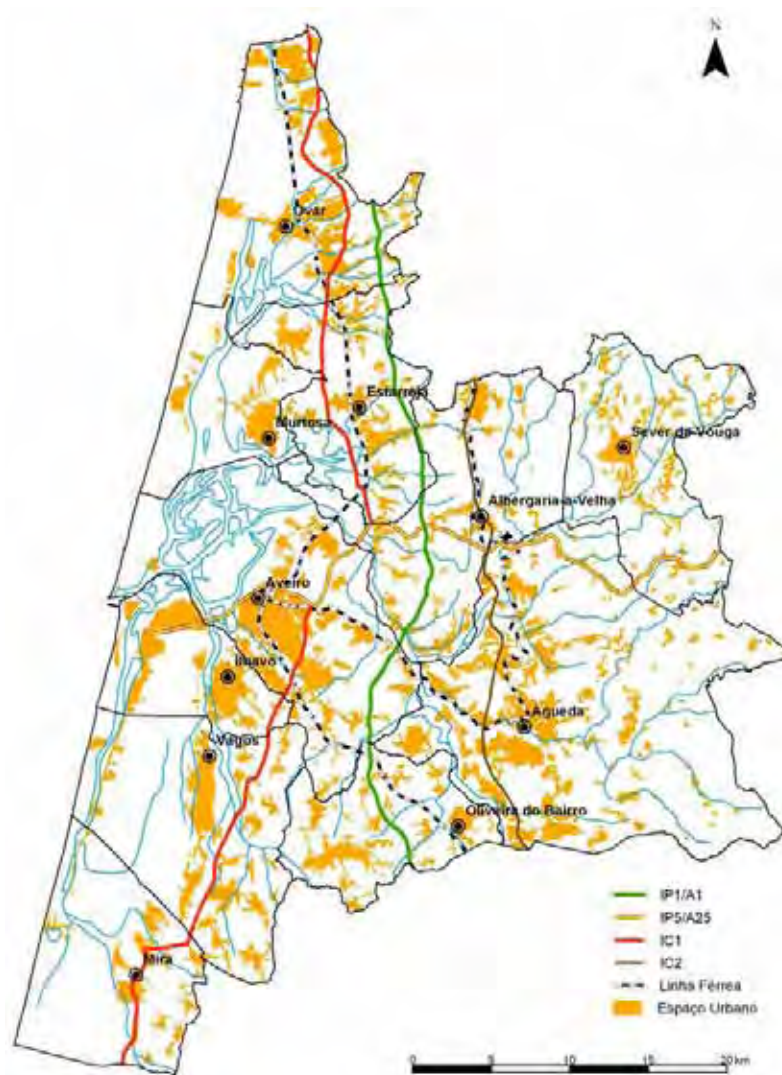 N
Ovar
Estarreja
Murtosa
Sever do Vouga
Albergaria-a-Velha
Aveiro
Ílhavo
Vagos
Águeda
Oliveira do Bairro
Mira
IP1/A1
IP5/A25
IC1
IC2
Linha Férrea
Espaço Urbano
0 5 10 15 20 km